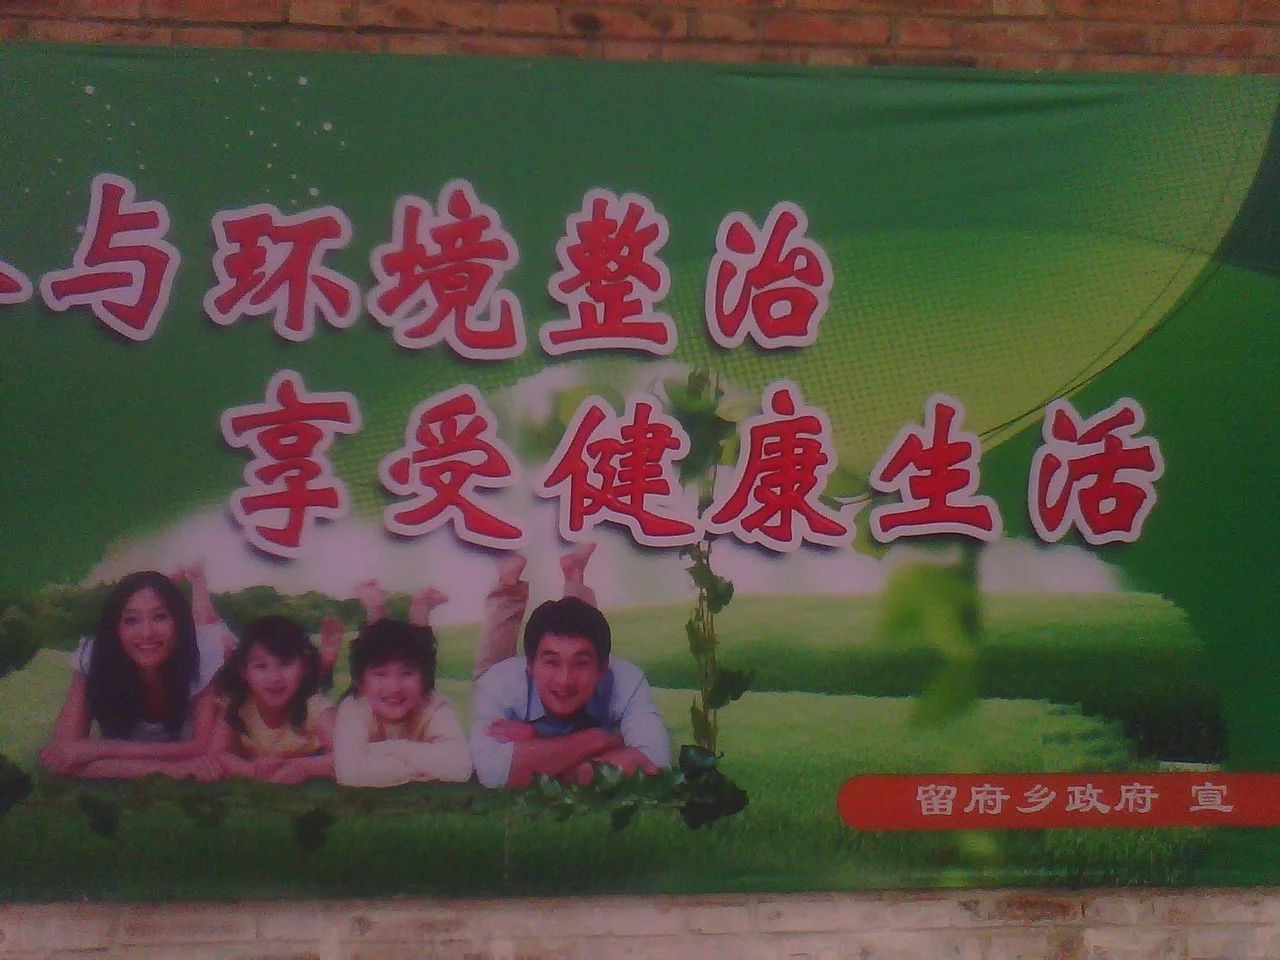 与环境整治
享受健康生活
留府乡政府 宣